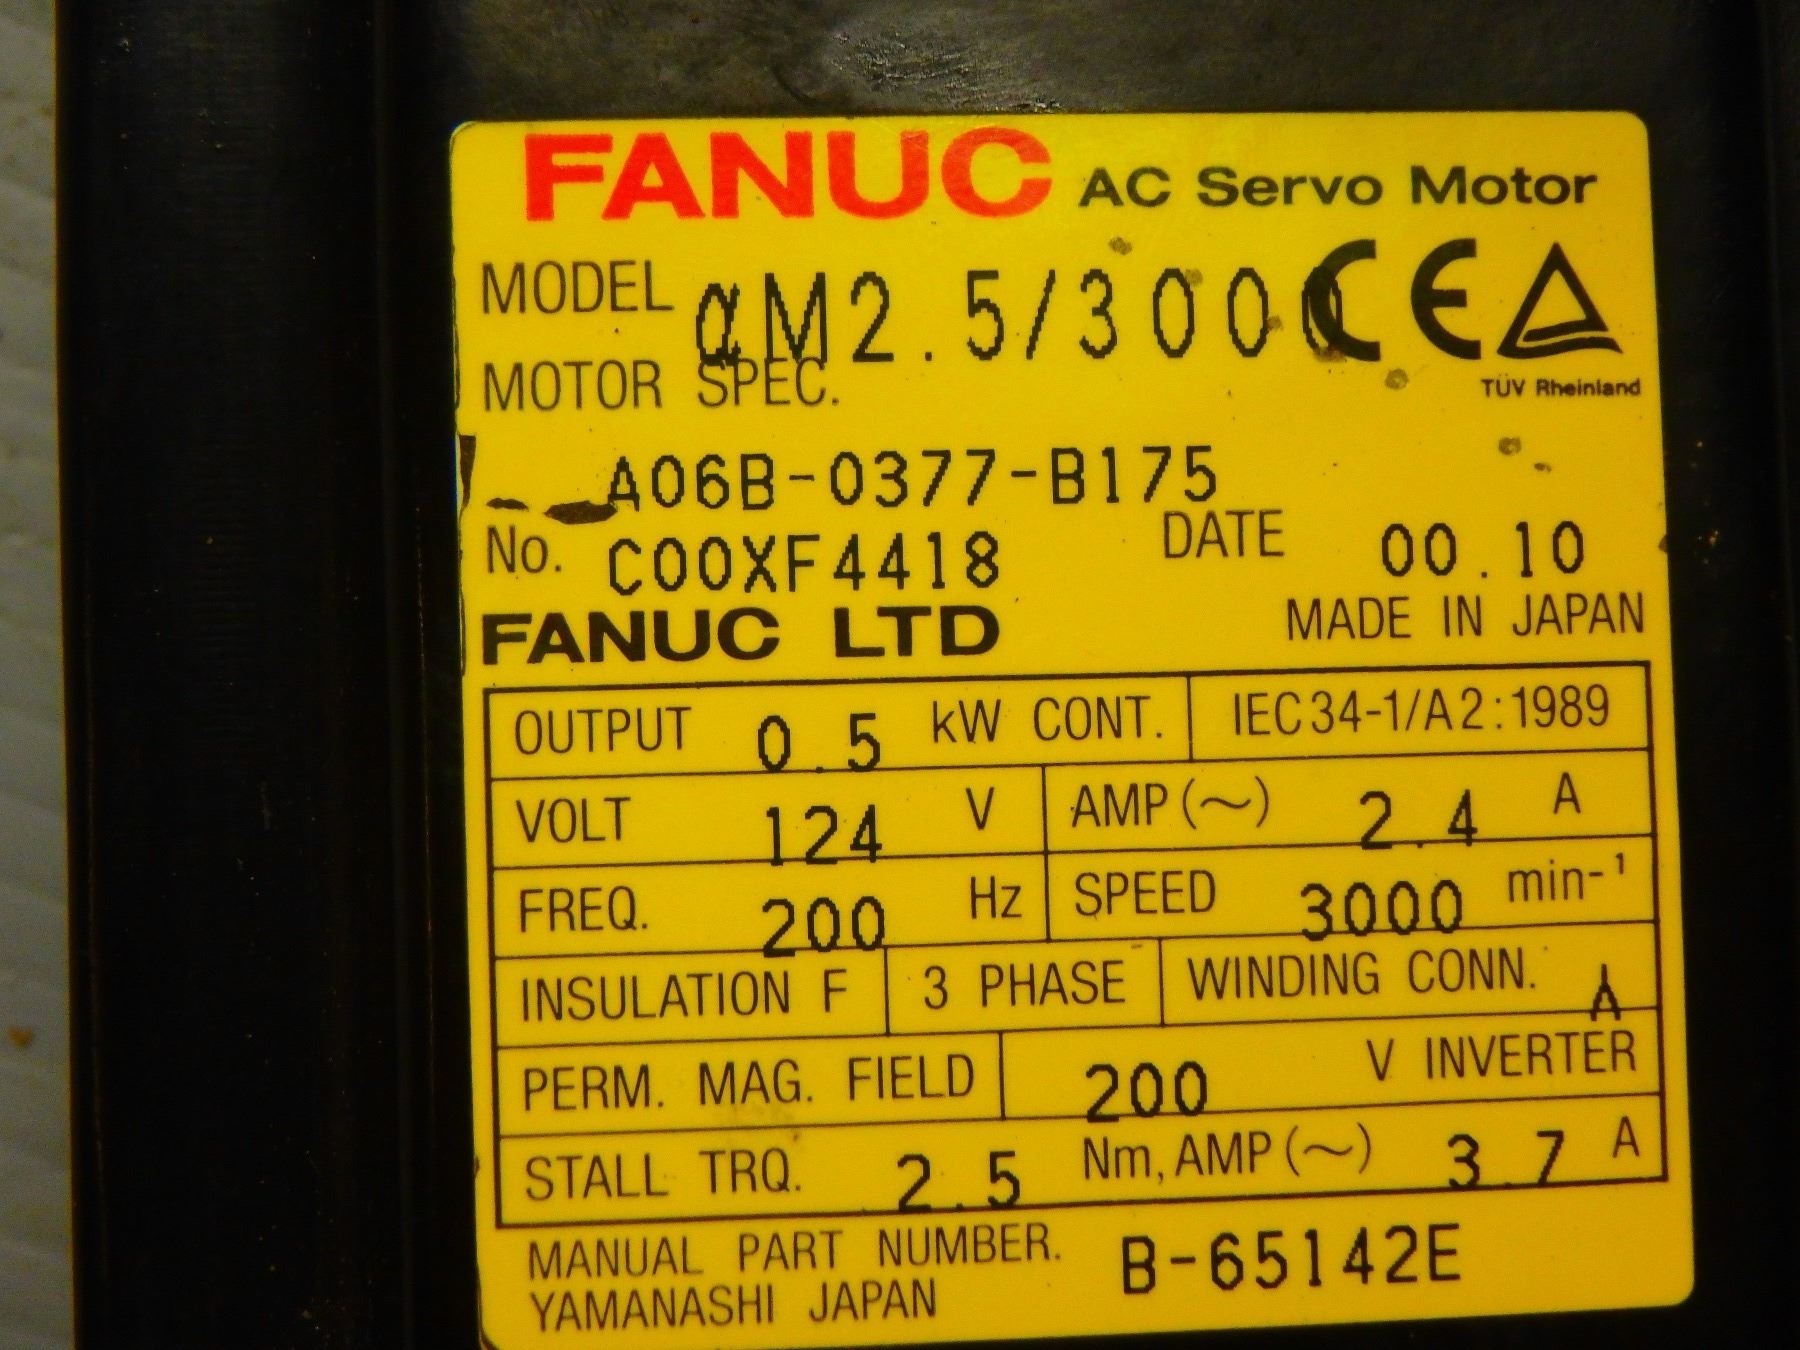 FANUC AC Servo Motor
MODEL αM2.5/3000 CE
MOTOR SPEC.
TÜV Rheinland
A06B-0377-B175
No. C00XF4418 DATE 00.10
FANUC LTD MADE IN JAPAN
OUTPUT 0.5 kW CONT. IEC34-1/A2:1989
VOLT 124 V AMP(~) 2.4 A
FREQ. 200 Hz SPEED 3000 min-¹
INSULATION F 3 PHASE WINDING CONN. 人
PERM. MAG. FIELD 200 V INVERTER
STALL TRQ. 2.5 Nm, AMP(~) 3.7 A
MANUAL PART NUMBER. B-65142E
YAMANASHI JAPAN